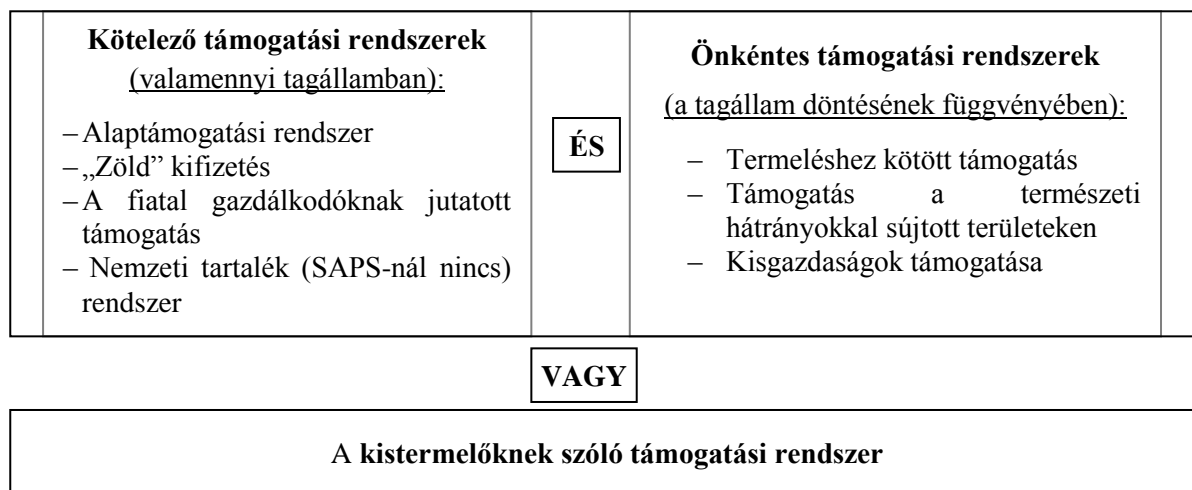 Kötelező támogatási rendszerek
(valamennyi tagállamban):
– Alaptámogatási rendszer
– „Zöld” kifizetés
– A fiatal gazdálkodóknak jutatott
támogatás
– Nemzeti tartalék (SAPS-nál nincs)
rendszer
ÉS
Önkéntes támogatási rendszerek
(a tagállam döntésének függvényében):
– Termeléshez kötött támogatás
– Támogatás a természeti
hátrányokkal sújtott területeken
– Kisgazdaságok támogatása
VAGY
A kistermelőknek szóló támogatási rendszer